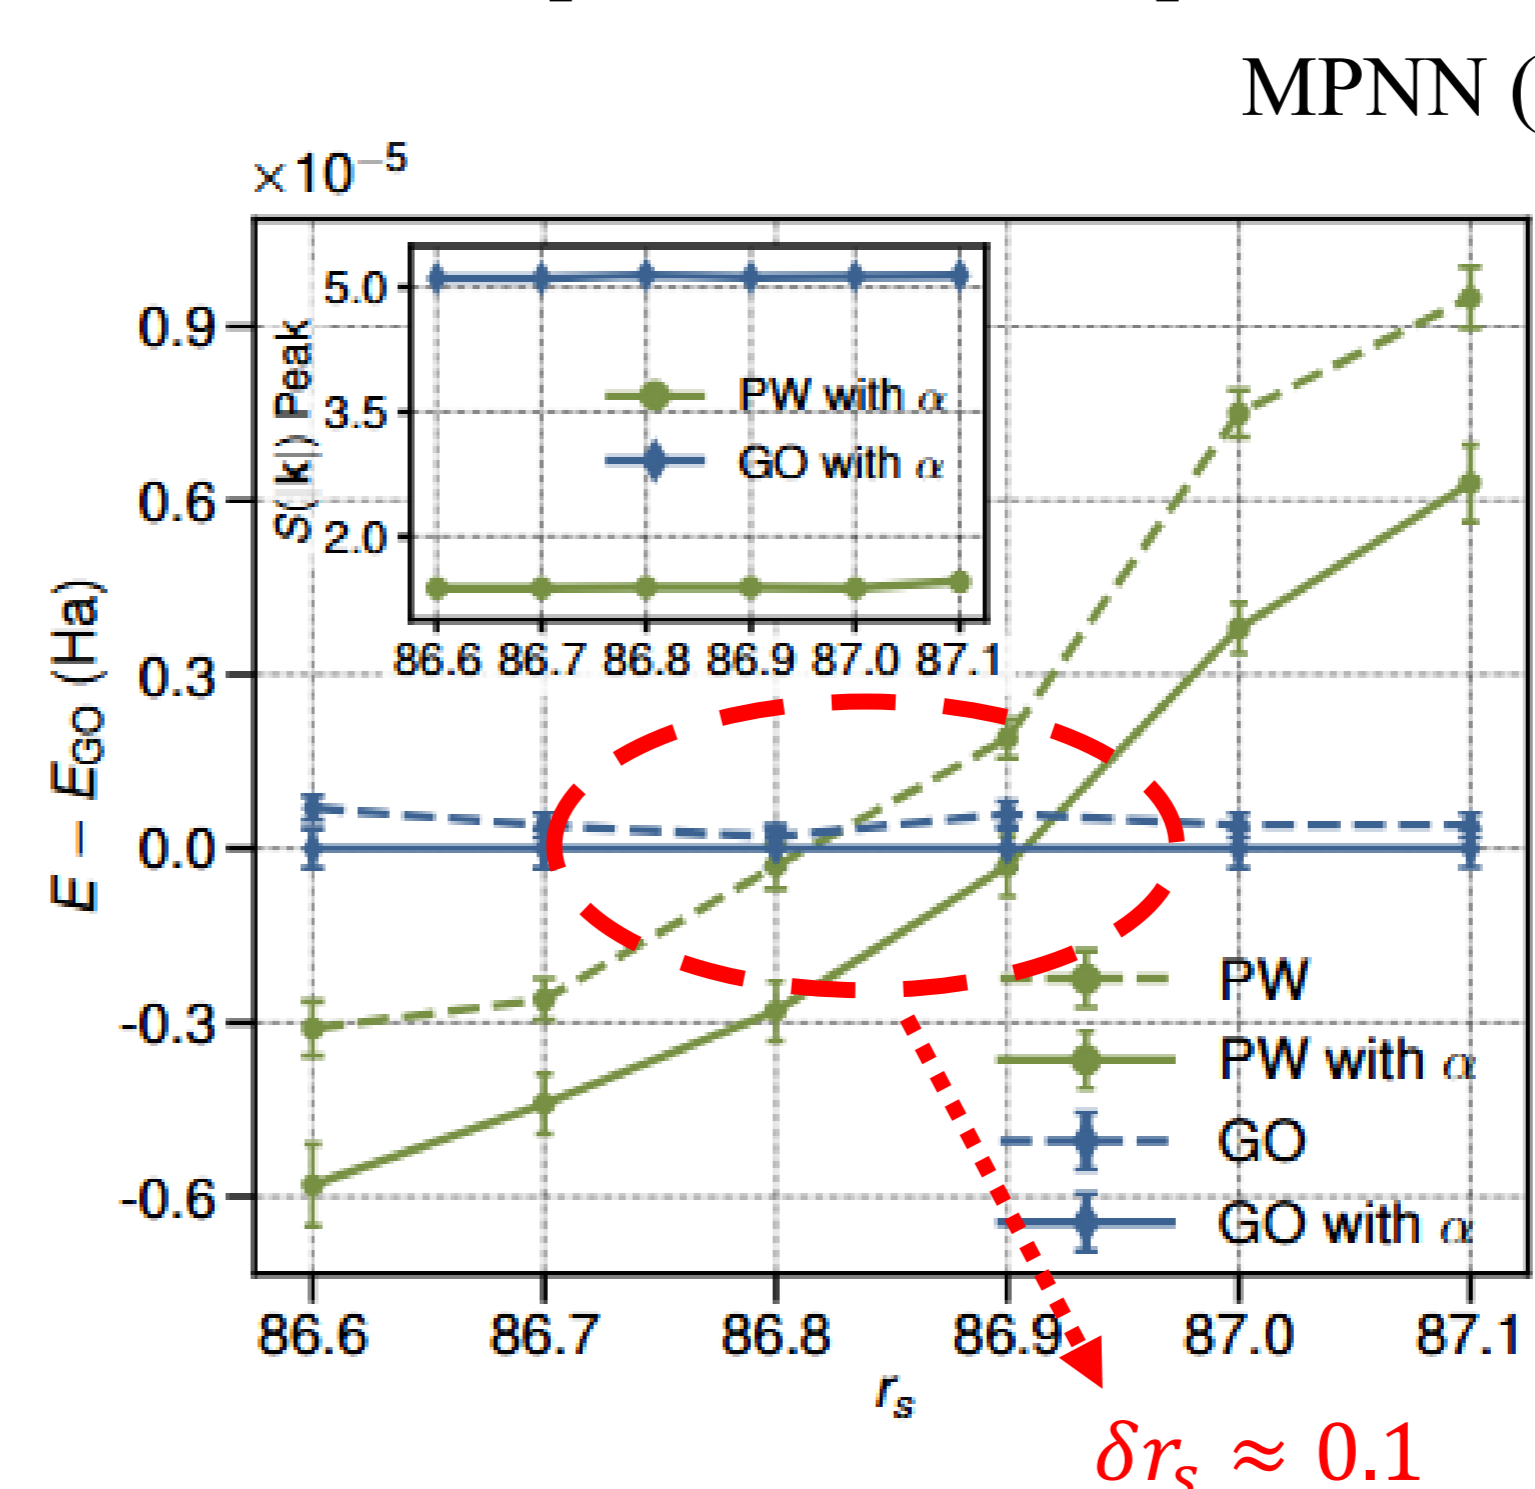 MPNN (
×10⁻⁵
5.0
0.9
S(|k|) Peak
PW with α
3.5
GO with α
0.6
2.0
86.6 86.7 86.8 86.9 87.0 87.1
E − E_GO (Ha)
0.3
0.0
PW
-0.3
PW with α
GO
-0.6
GO with α
86.6 86.7 86.8 86.9 87.0 87.1
r_s
δr_s ≈ 0.1